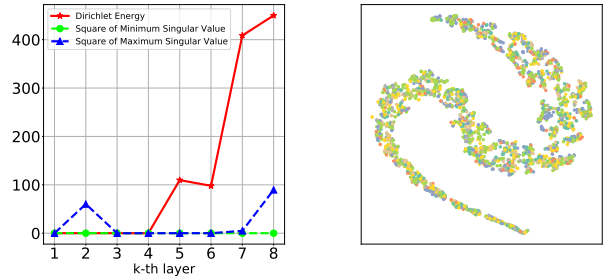 Dirichlet Energy
Square of Minimum Singular Value
Square of Maximum Singular Value
400
300
200
100
0
1 2 3 4 5 6 7 8
k-th layer